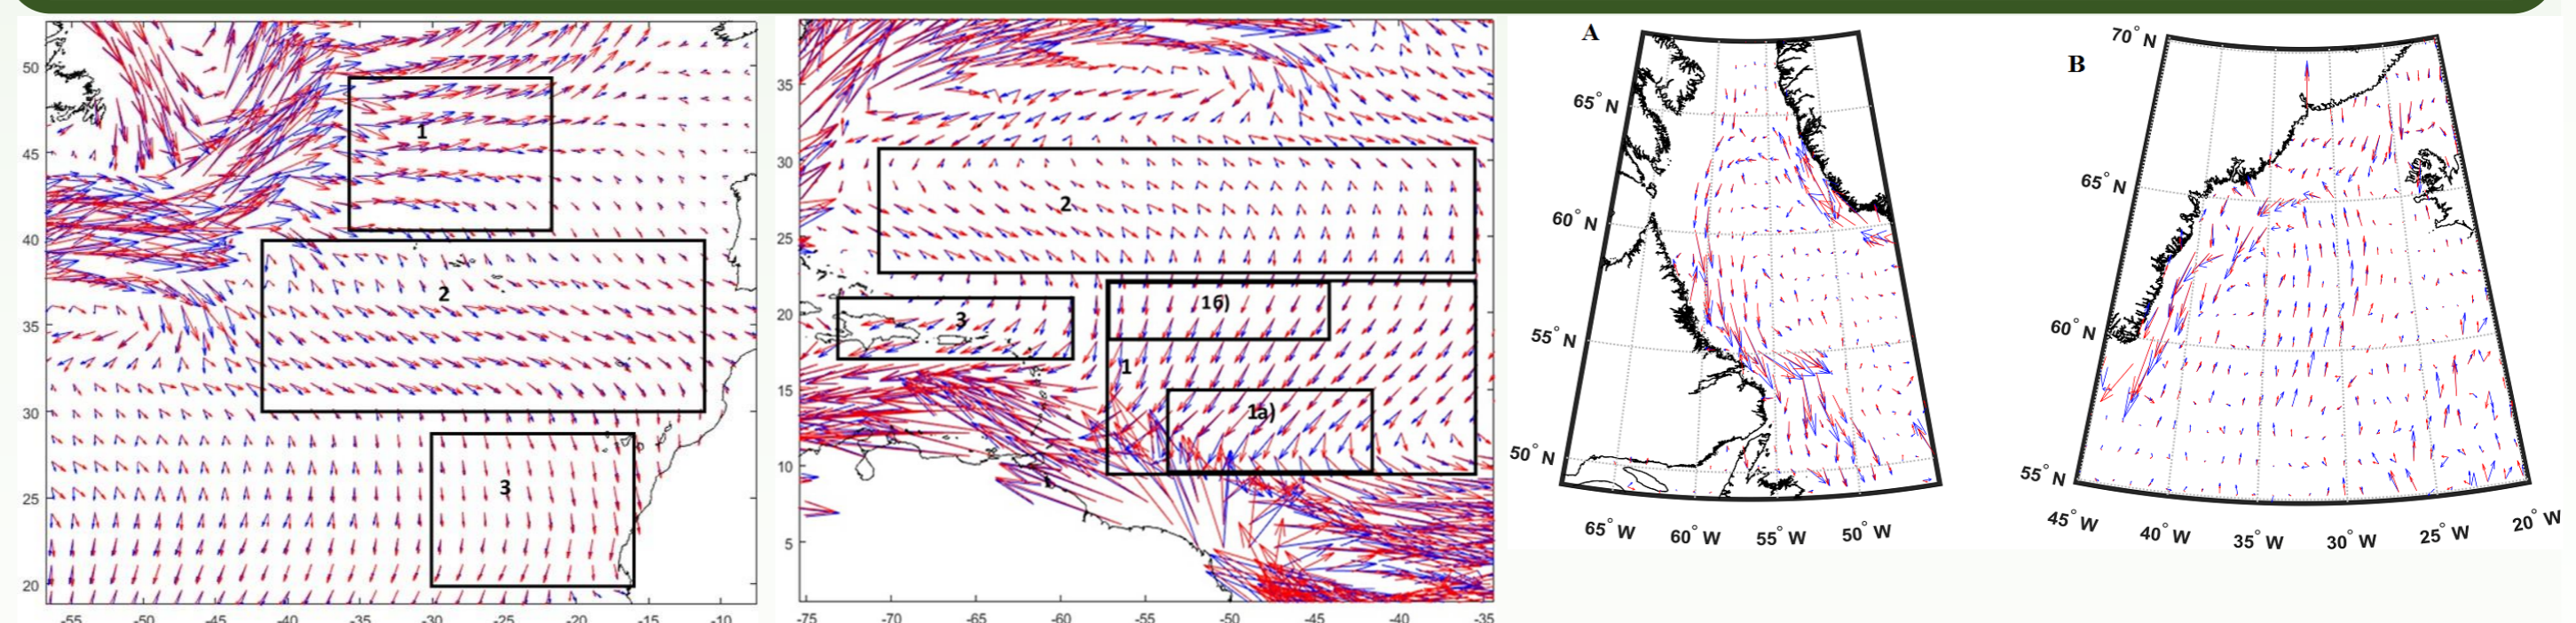 50
45
40
35
30
25
20
-55
-50
-45
-40
-35
-30
-25
-20
-15
-10
1
2
3
35
30
25
20
15
10
5
-75
-70
-65
-60
-55
-50
-45
-40
-35
2
1б)
3
1
1a)
A
65° N
60° N
55° N
50° N
65° W
60° W
55° W
50° W
B
70° N
65° N
60° N
55° N
45° W
40° W
35° W
30° W
25° W
20° W